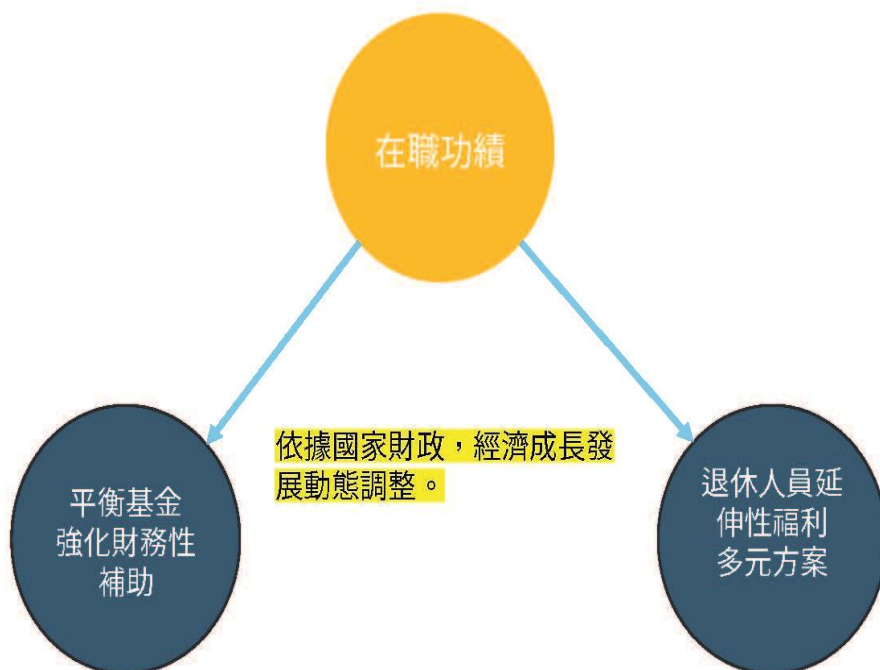 在職功績
依據國家財政，經濟成長發
展動態調整。
平衡基金
強化財務性
補助
退休人員延
伸性福利
多元方案